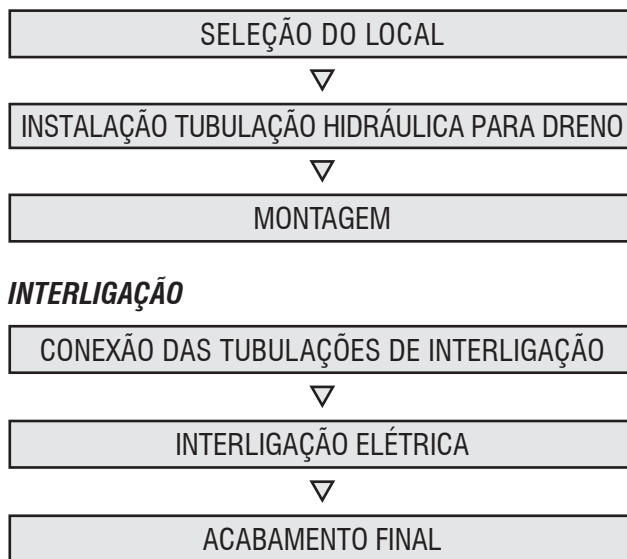 SELEÇÃO DO LOCAL
INSTALAÇÃO TUBULAÇÃO HIDRÁULICA PARA DRENO
MONTAGEM
INTERLIGAÇÃO
CONEXÃO DAS TUBULAÇÕES DE INTERLIGAÇÃO
INTERLIGAÇÃO ELÉTRICA
ACABAMENTO FINAL